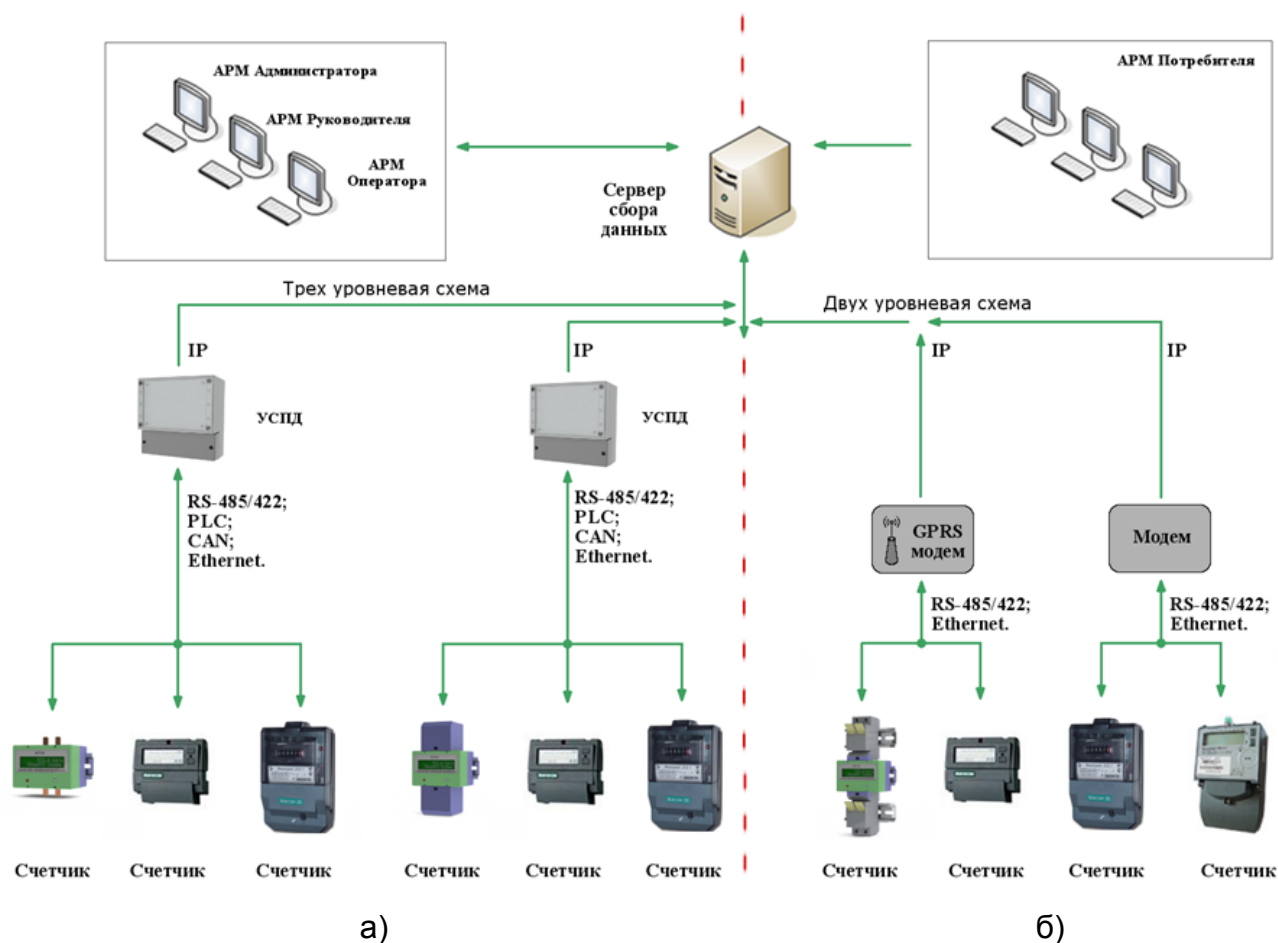 АРМ Администратора
АРМ Руководителя
АРМ
Оператора
Сервер
сбора
данных
АРМ Потребителя
Трех уровневая схема
Двух уровневая схема
IP
IP
IP
IP
УСПД
УСПД
RS-485/422;
PLC;
CAN;
Ethernet.
RS-485/422;
PLC;
CAN;
Ethernet.
GPRS
модем
Модем
RS-485/422;
Ethernet.
RS-485/422;
Ethernet.
Счетчик
Счетчик
Счетчик
Счетчик
Счетчик
Счетчик
Счетчик
Счетчик
Счетчик
Счетчик
а)
б)